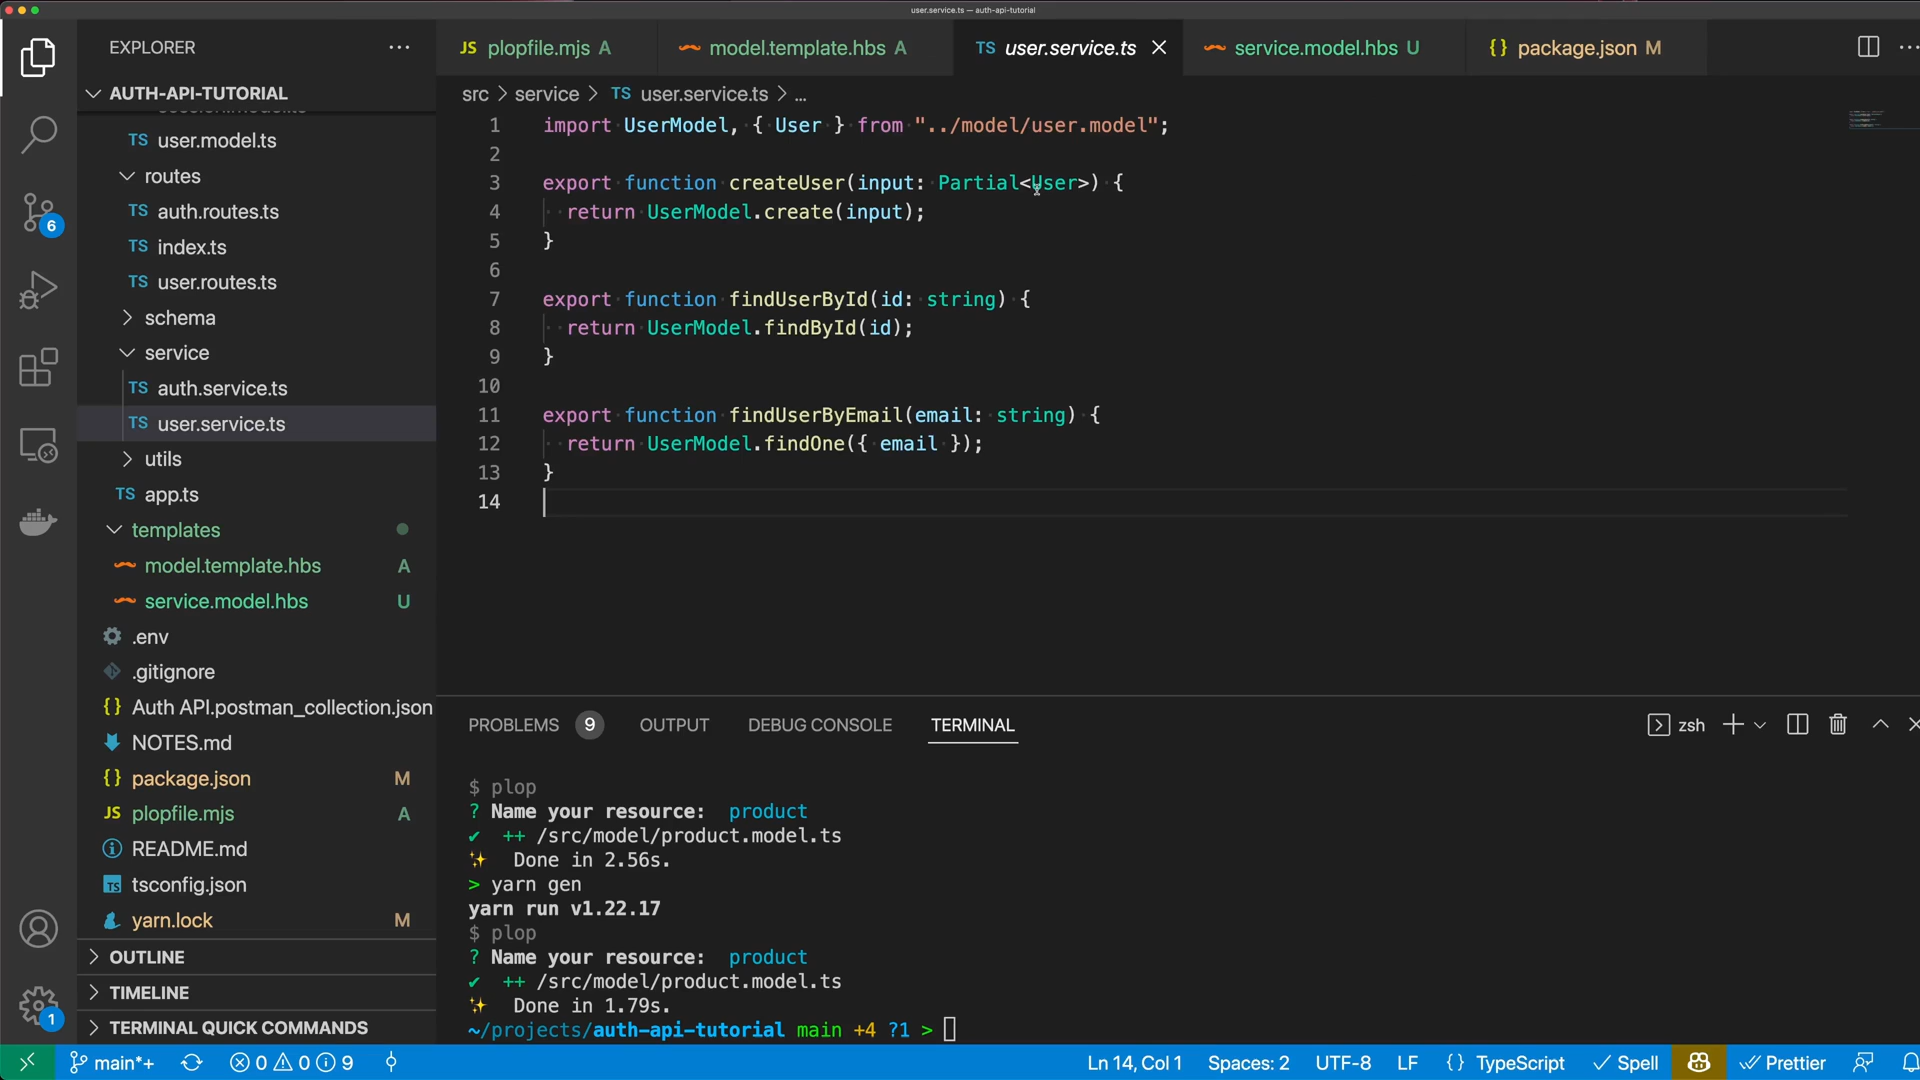 user.service.ts — auth-api-tutorial
EXPLORER
AUTH-API-TUTORIAL
TS user.model.ts
routes
TS auth.routes.ts
TS index.ts
TS user.routes.ts
schema
service
TS auth.service.ts
TS user.service.ts
utils
TS app.ts
templates
model.template.hbs A
service.model.hbs U
.env
.gitignore
{} Auth API.postman_collection.json
NOTES.md
{} package.json M
JS plopfile.mjs A
README.md
TS tsconfig.json
yarn.lock M
OUTLINE
TIMELINE
TERMINAL QUICK COMMANDS
6
1
JS plopfile.mjs A
model.template.hbs A
TS user.service.ts
service.model.hbs U
{} package.json M
src > service > TS user.service.ts > ...
1 import UserModel, { User } from "../model/user.model";
2
3 export function createUser(input: Partial<User>) {
4 return UserModel.create(input);
5 }
6
7 export function findUserById(id: string) {
8 return UserModel.findById(id);
9 }
10
11 export function findUserByEmail(email: string) {
12 return UserModel.findOne({ email });
13 }
14
PROBLEMS 9 OUTPUT DEBUG CONSOLE TERMINAL
zsh
$ plop
? Name your resource: product
✔ ++ /src/model/product.model.ts
✨ Done in 2.56s.
> yarn gen
yarn run v1.22.17
$ plop
? Name your resource: product
✔ ++ /src/model/product.model.ts
✨ Done in 1.79s.
~/projects/auth-api-tutorial main +4 ?1 >
main*+ 0 0 9 Ln 14, Col 1 Spaces: 2 UTF-8 LF {} TypeScript ✓ Spell Prettier